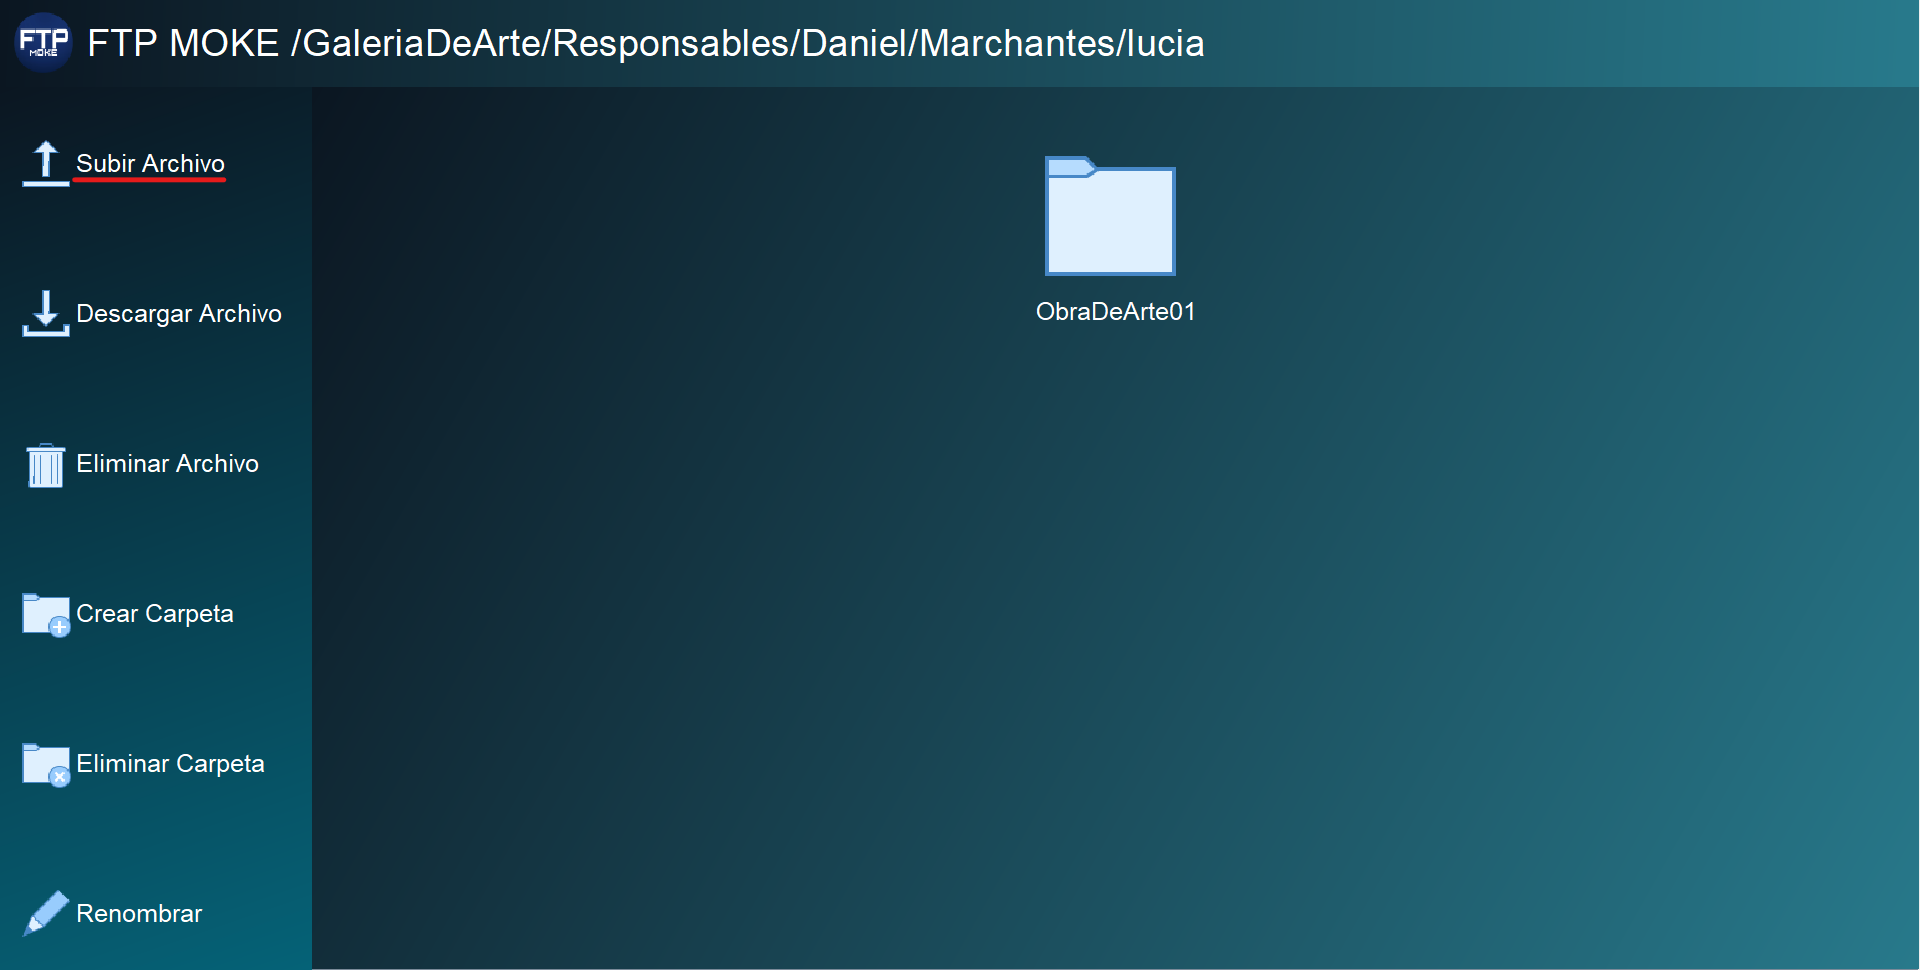 FTP MOKE
FTP MOKE /GaleriaDeArte/Responsables/Daniel/Marchantes/lucia
Subir Archivo
Descargar Archivo
Eliminar Archivo
Crear Carpeta
Eliminar Carpeta
Renombrar
ObraDeArte01